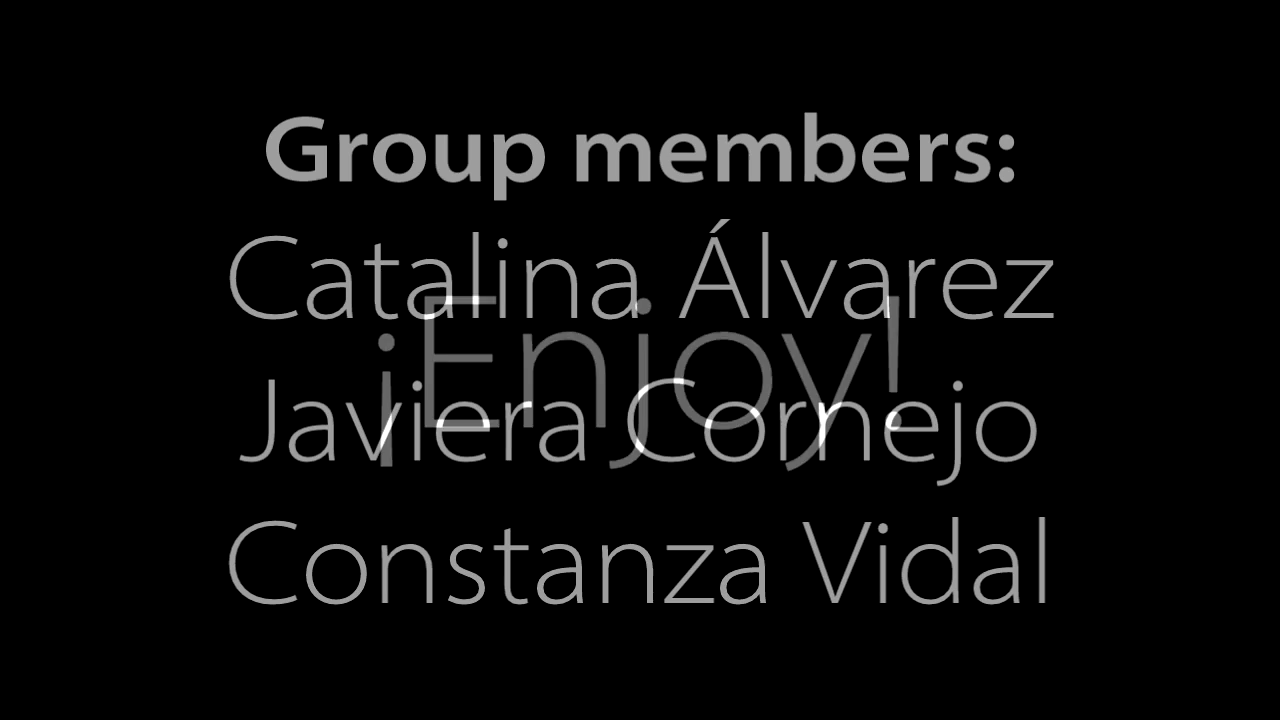 Group members:
Catalina Álvarez
¡Enjoy!
Javiera Cornejo
Constanza Vidal